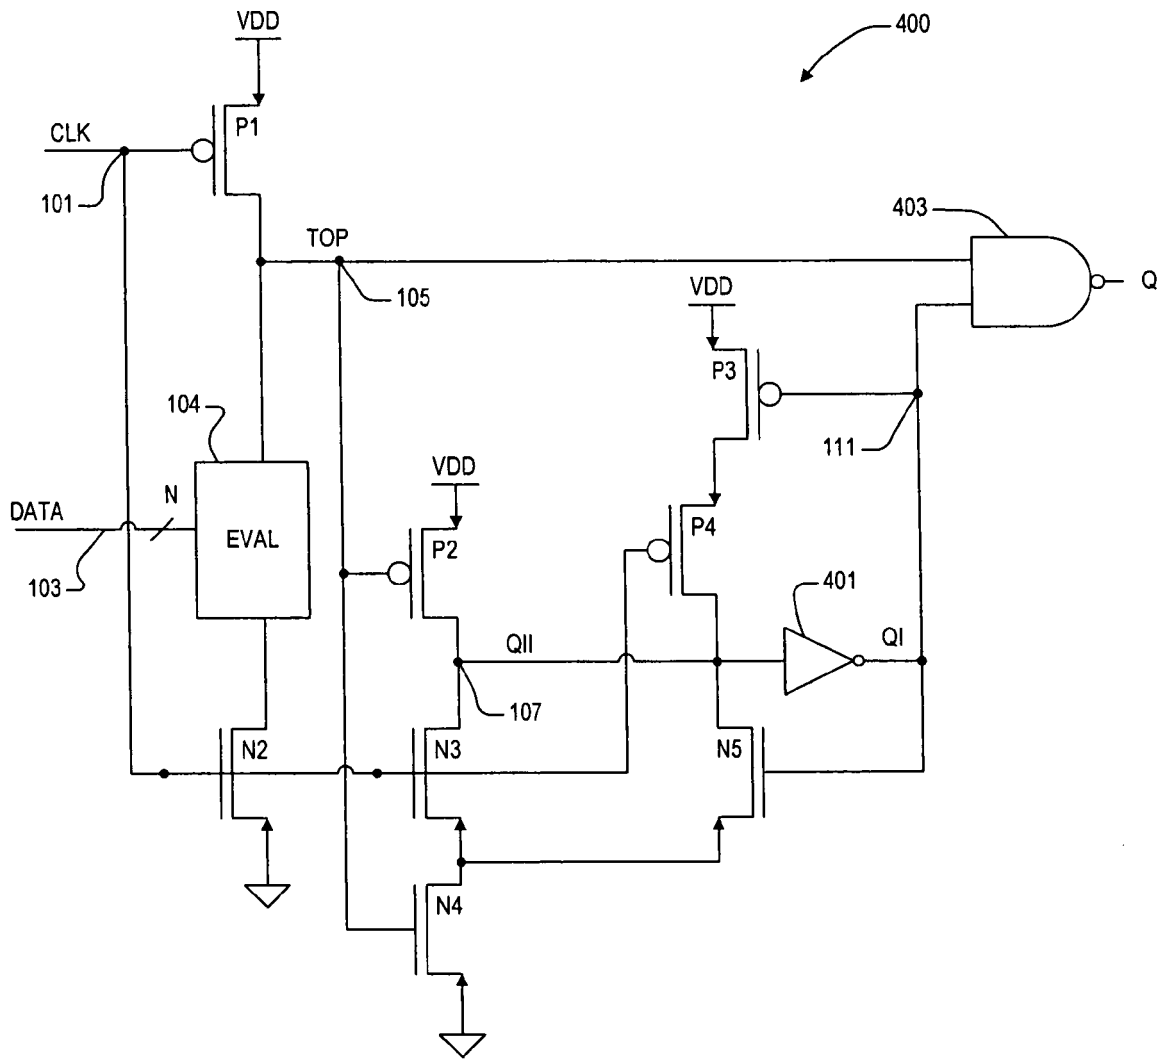 VDD
400
CLK
P1
101
403
TOP
Q
105
VDD
P3
104
111
VDD
N
DATA
P4
EVAL
P2
103
401
QII
QI
107
N2
N3
N5
N4